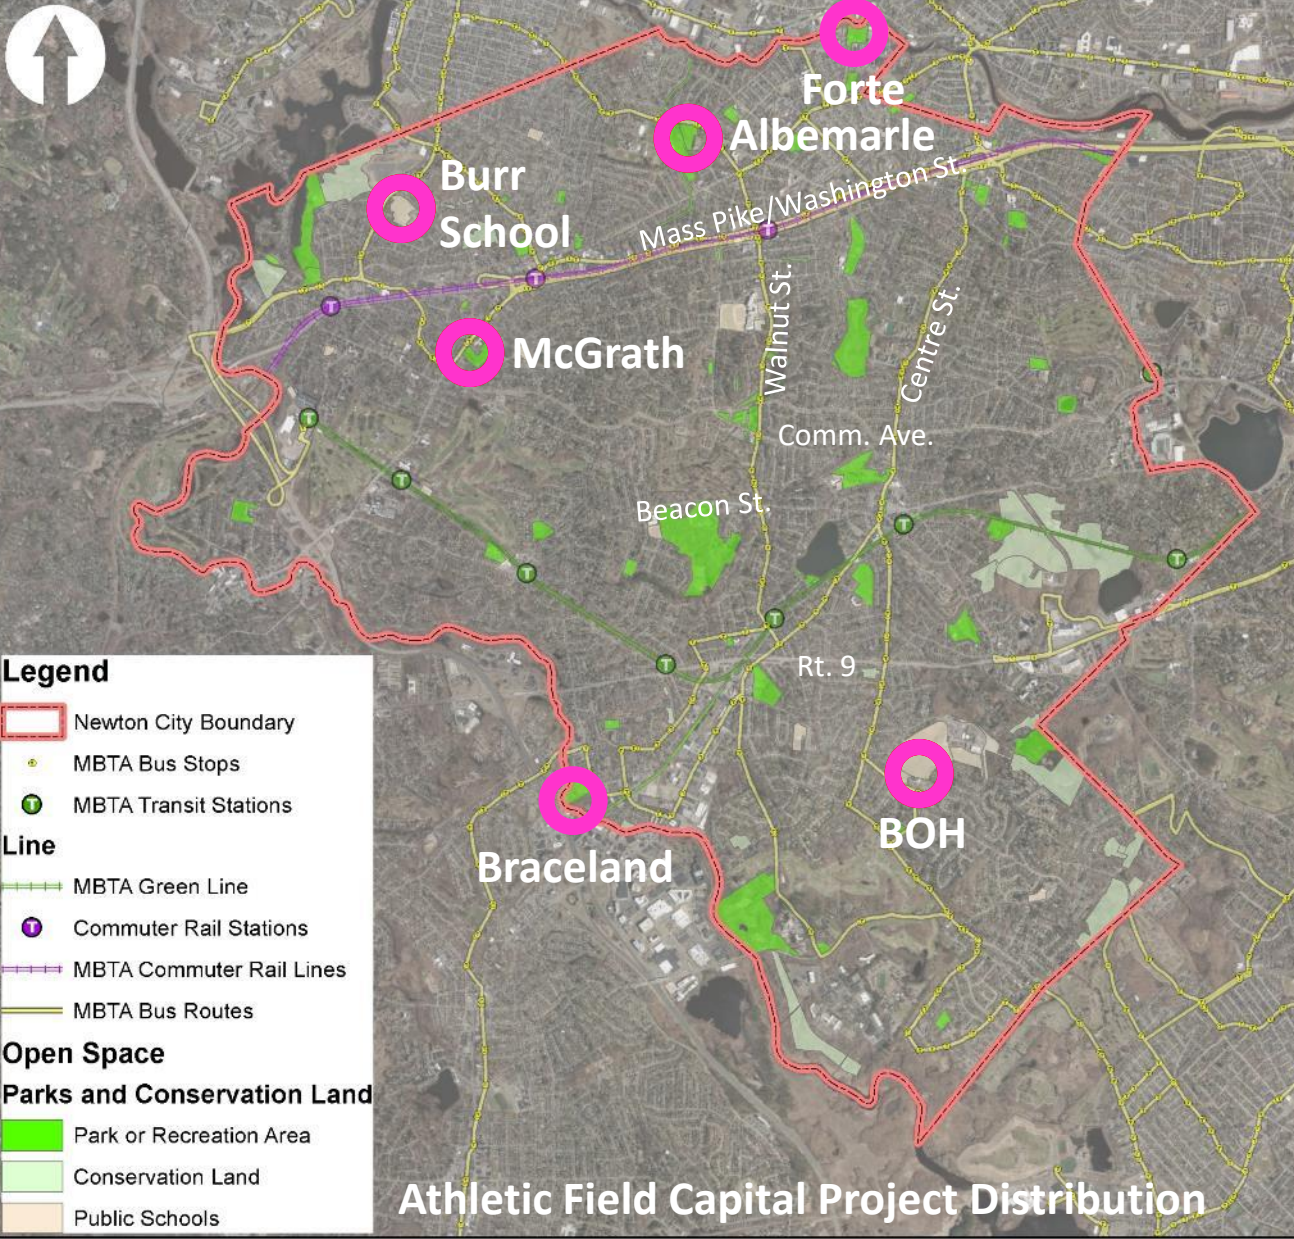 Forte
Albemarle
Burr
School
Mass Pike/Washington St.
McGrath
Walnut St.
Centre St.
Comm. Ave.
Beacon St.
Rt. 9
BOH
Braceland
T
T
T
T
T
T
T
T
T
T
Legend
Newton City Boundary
MBTA Bus Stops
T MBTA Transit Stations
Line
MBTA Green Line
T Commuter Rail Stations
MBTA Commuter Rail Lines
MBTA Bus Routes
Open Space
Parks and Conservation Land
Park or Recreation Area
Conservation Land
Public Schools
Athletic Field Capital Project Distribution